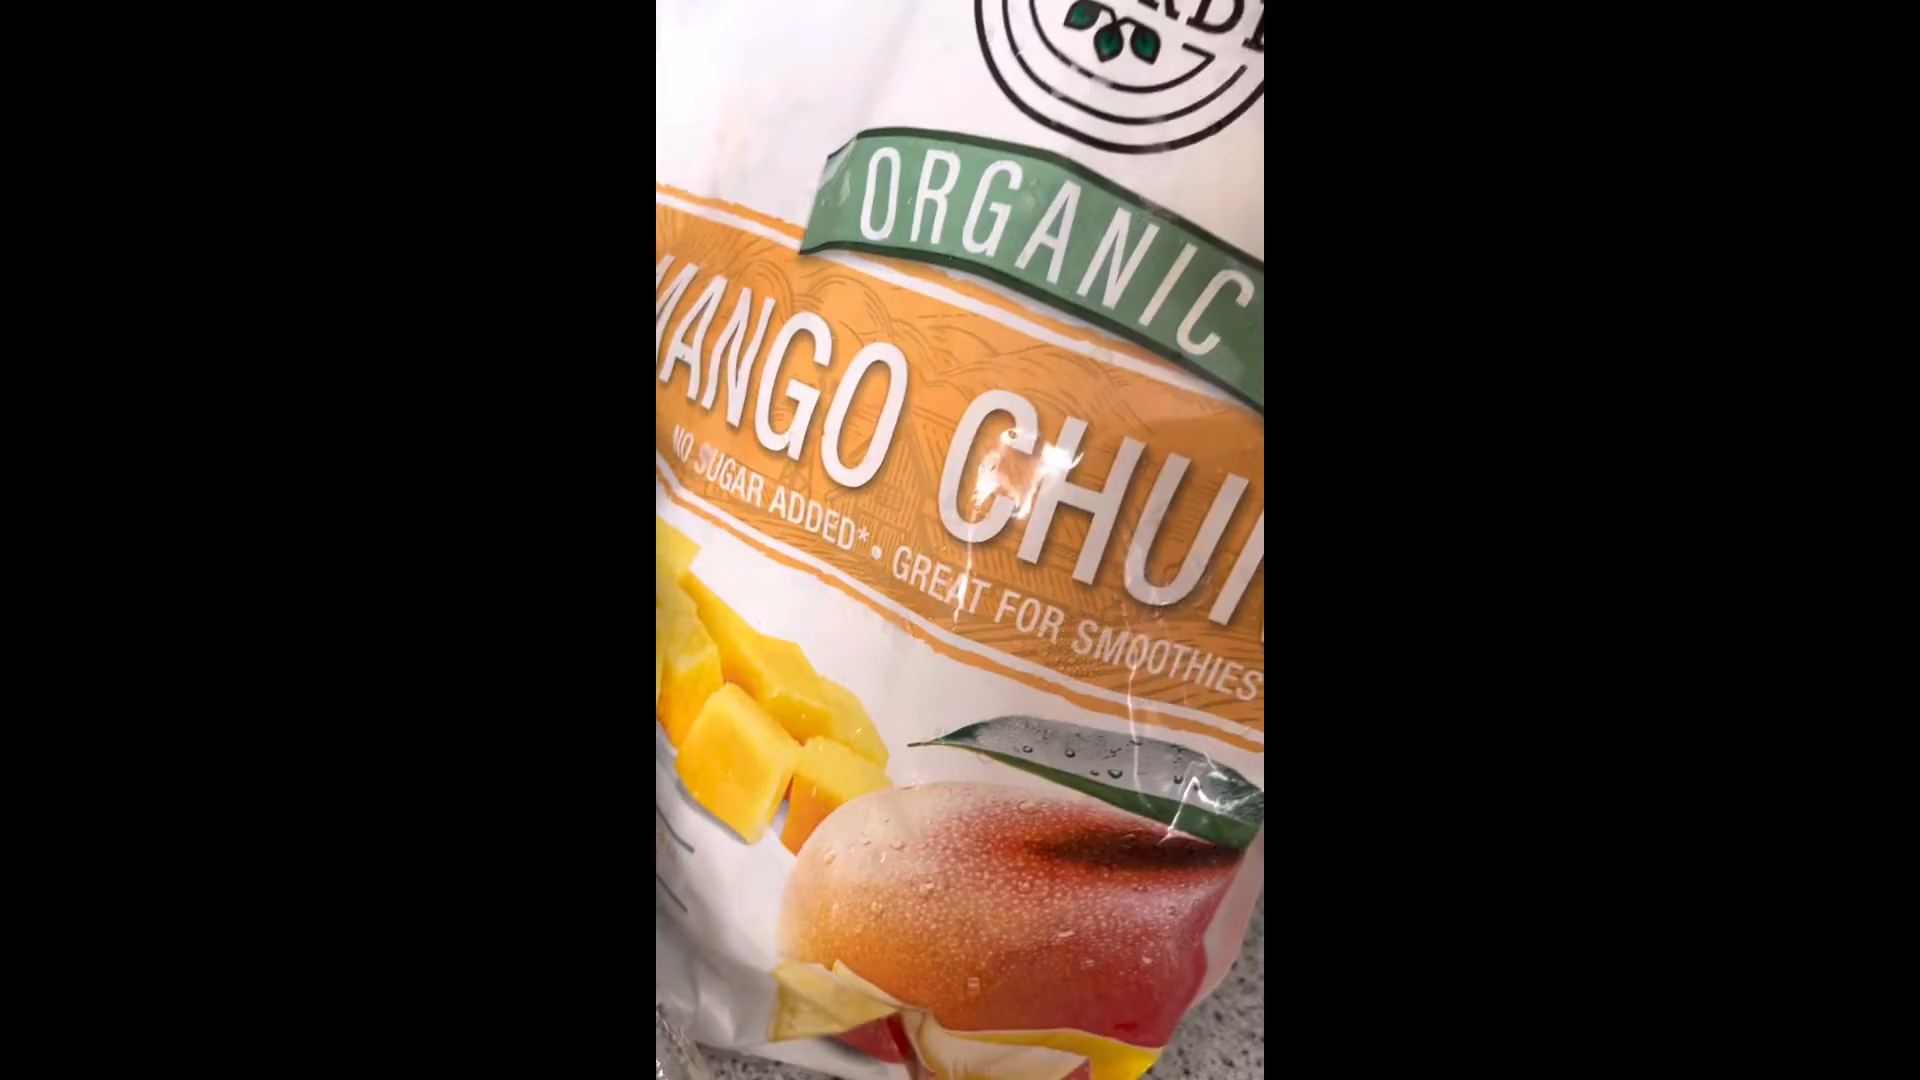 ORGANIC
MANGO CHU
NO SUGAR ADDED* • GREAT FOR SMOOTHIES